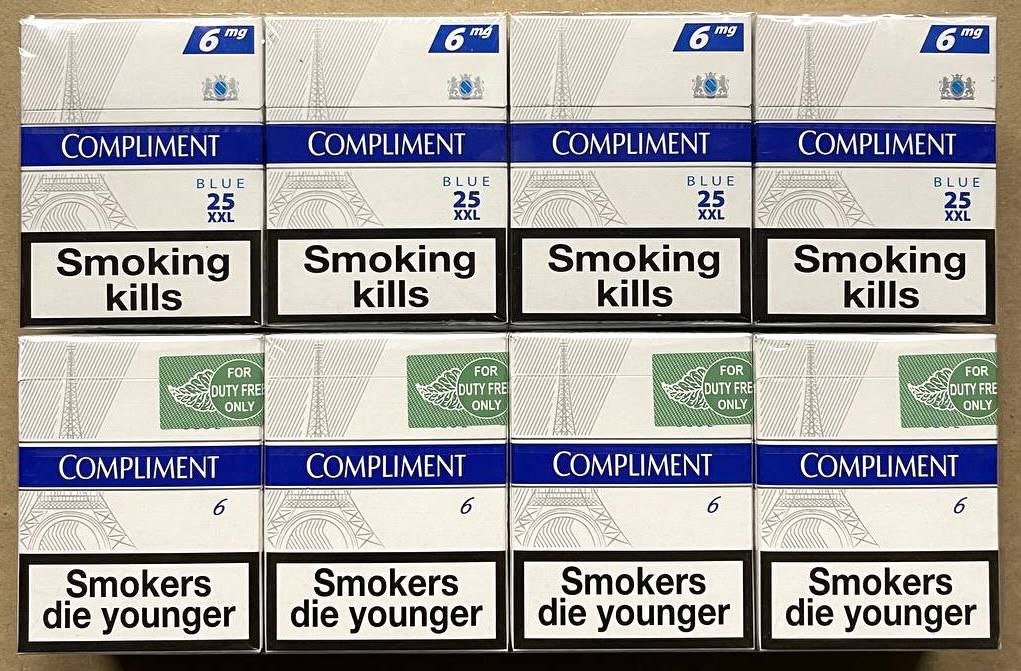 6 mg
COMPLIMENT
BLUE
25
XXL
Smoking
kills
6 mg
COMPLIMENT
BLUE
25
XXL
Smoking
kills
6 mg
COMPLIMENT
BLUE
25
XXL
Smoking
kills
6 mg
COMPLIMENT
BLUE
25
XXL
Smoking
kills
FOR
DUTY FREE
ONLY
COMPLIMENT
6
Smokers
die younger
FOR
DUTY FRE
ONLY
COMPLIMENT
6
Smokers
die younger
FOR
DUTY FRE
ONLY
COMPLIMENT
6
Smokers
die younger
FOR
DUTY FRE
ONLY
COMPLIMENT
6
Smokers
die younger